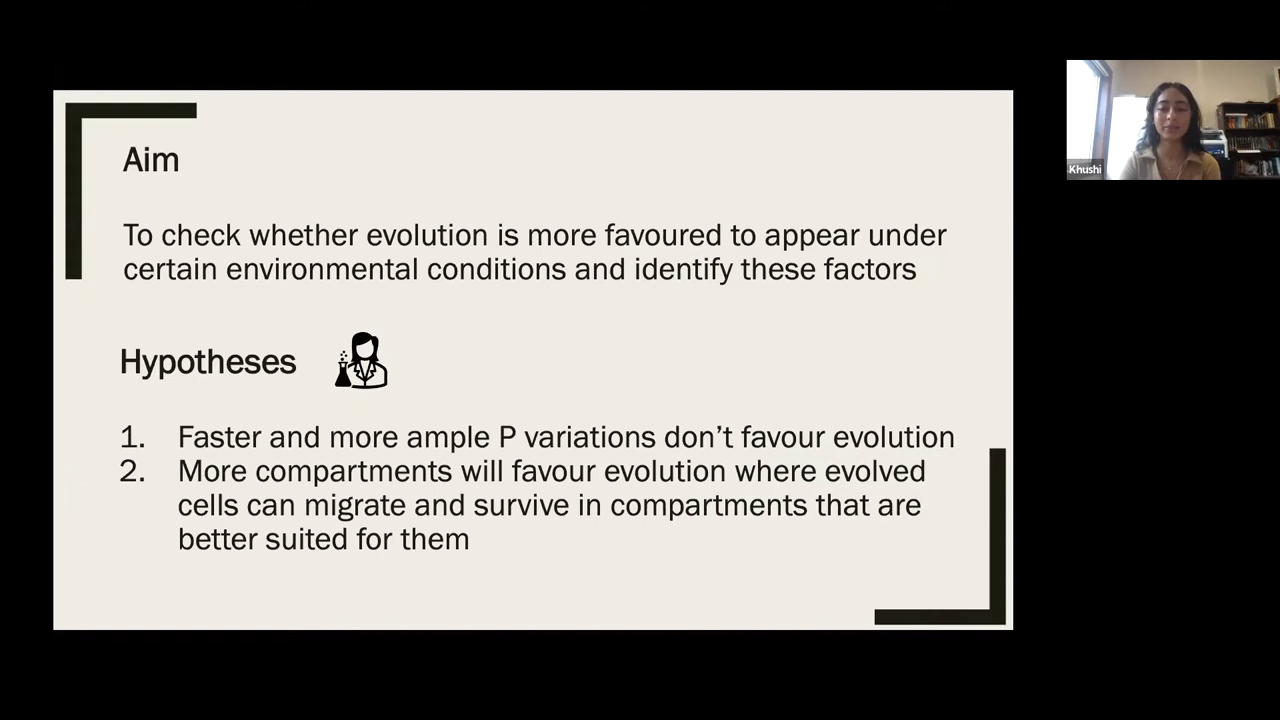 Aim
To check whether evolution is more favoured to appear under
certain environmental conditions and identify these factors
Hypotheses
1. Faster and more ample P variations don’t favour evolution
2. More compartments will favour evolution where evolved
cells can migrate and survive in compartments that are
better suited for them
Khushi